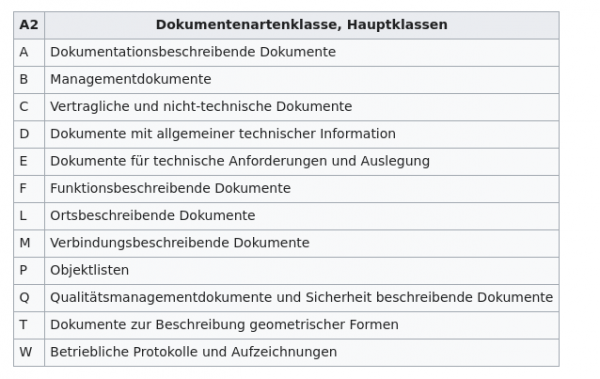 A2 Dokumentenartenklasse, Hauptklassen
A Dokumentationsbeschreibende Dokumente
B Managementdokumente
C Vertragliche und nicht-technische Dokumente
D Dokumente mit allgemeiner technischer Information
E Dokumente für technische Anforderungen und Auslegung
F Funktionsbeschreibende Dokumente
L Ortsbeschreibende Dokumente
M Verbindungsbeschreibende Dokumente
P Objektlisten
Q Qualitätsmanagementdokumente und Sicherheit beschreibende Dokumente
T Dokumente zur Beschreibung geometrischer Formen
W Betriebliche Protokolle und Aufzeichnungen